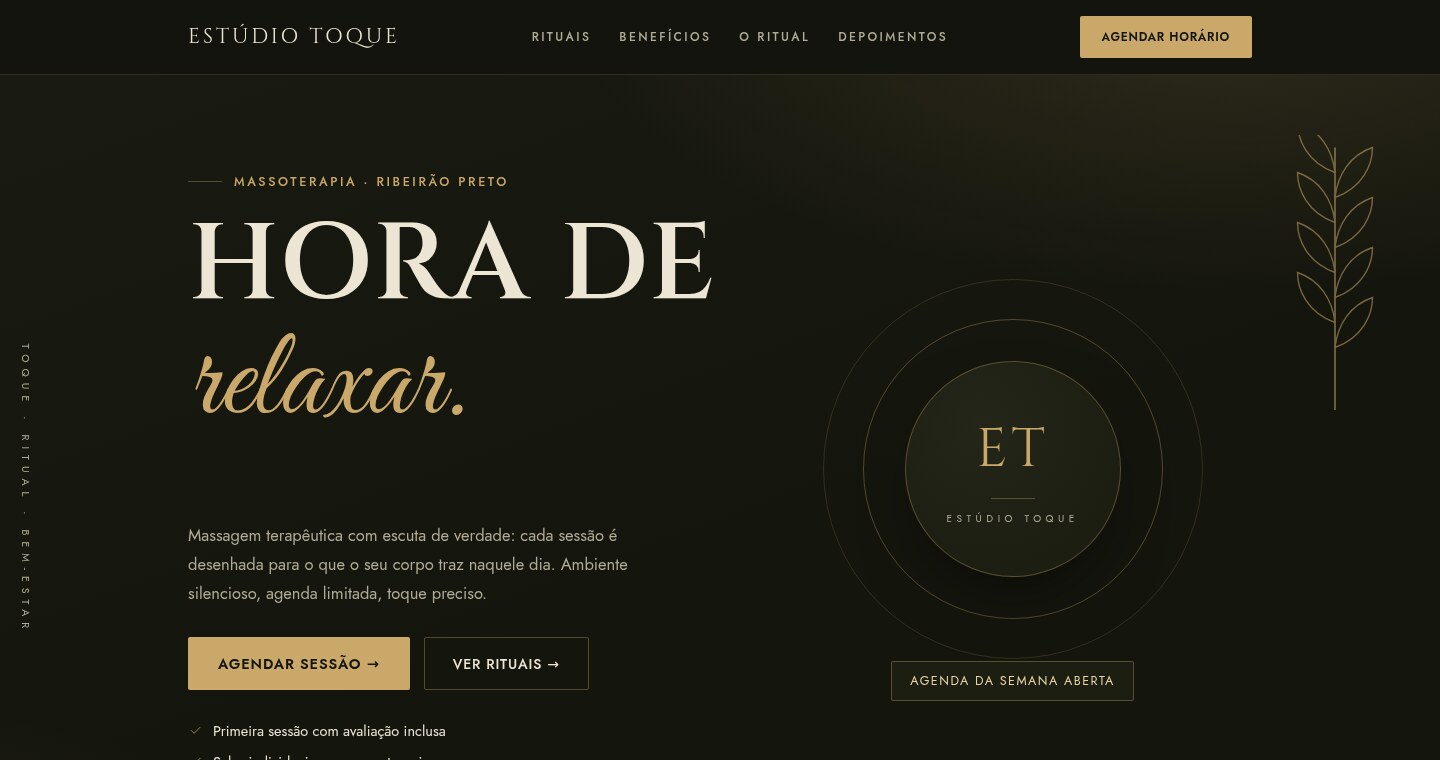 ESTÚDIO TOQUE
RITUAIS
BENEFÍCIOS
O RITUAL
DEPOIMENTOS
AGENDAR HORÁRIO
MASSOTERAPIA · RIBEIRÃO PRETO
HORA DE
relaxar.
TOQUE · RITUAL · BEM-ESTAR
Massagem terapêutica com escuta de verdade: cada sessão é
desenhada para o que o seu corpo traz naquele dia. Ambiente
silencioso, agenda limitada, toque preciso.
AGENDAR SESSÃO →
VER RITUAIS →
Primeira sessão com avaliação inclusa
ET
ESTÚDIO TOQUE
AGENDA DA SEMANA ABERTA